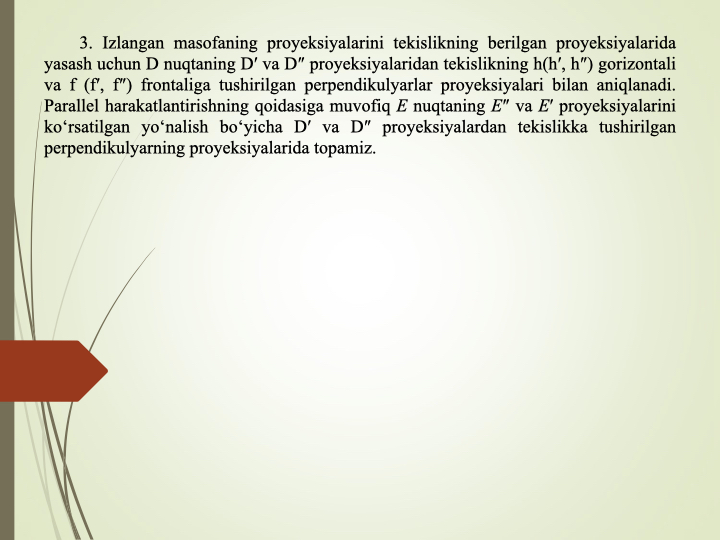 3. Izlangan masofaning proyeksiyalarini tekislikning berilgan proyeksiyalarida
yasash uchun D nuqtaning D′ va D″ proyeksiyalaridan tekislikning h(h′, h″) gorizontali
va f (f′, f″) frontaliga tushirilgan perpendikulyarlar proyeksiyalari bilan aniqlanadi.
Parallel harakatlantirishning qoidasiga muvofiq E nuqtaning E″ va E′ proyeksiyalarini
ko‘rsatilgan yo‘nalish bo‘yicha D′ va D″ proyeksiyalardan tekislikka tushirilgan
perpendikulyarning proyeksiyalarida topamiz.